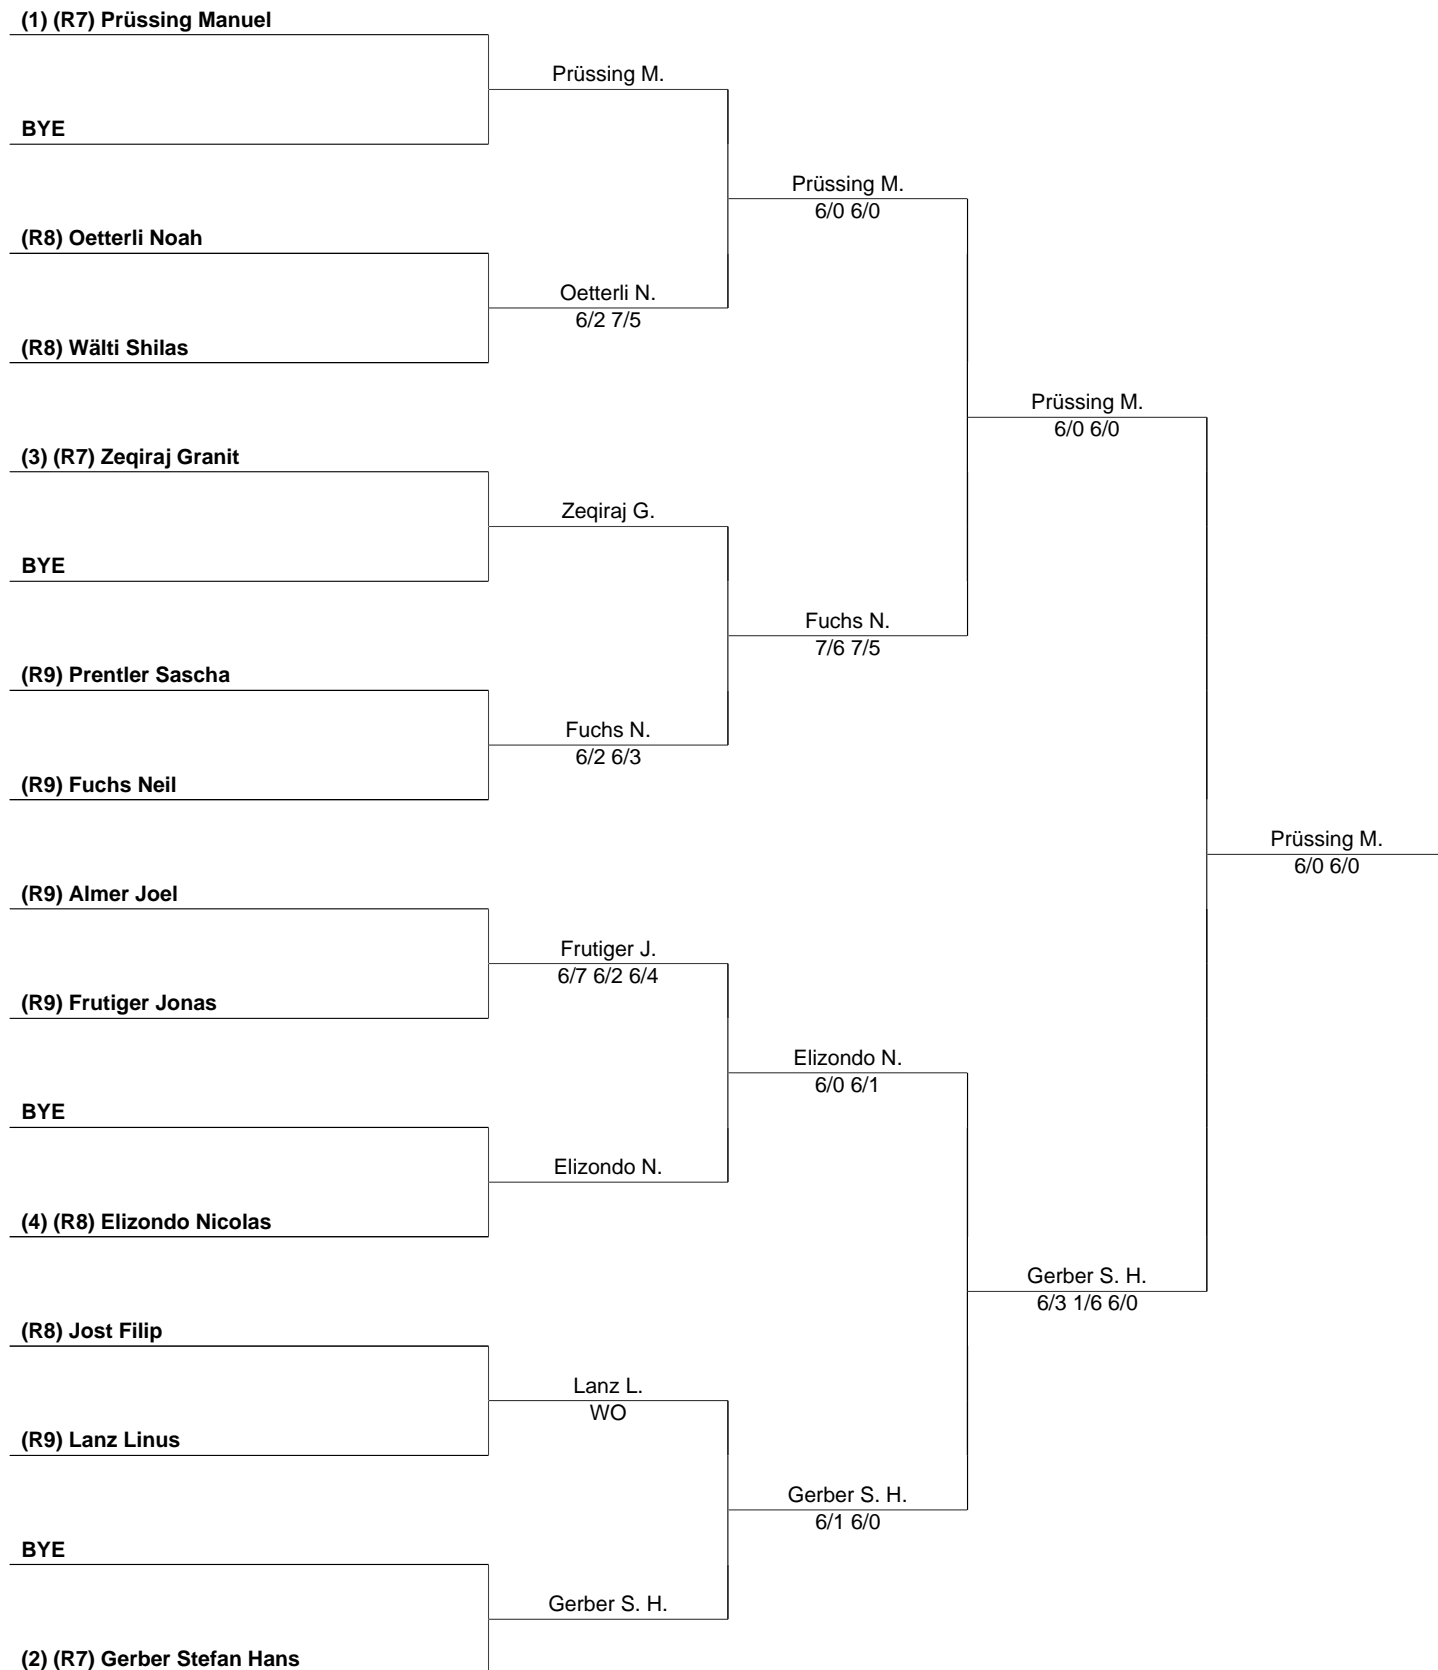 (1) (R7) Prüssing Manuel
Prüssing M.
BYE
Prüssing M.
6/0 6/0
(R8) Oetterli Noah
Oetterli N.
6/2 7/5
(R8) Wälti Shilas
Prüssing M.
6/0 6/0
(3) (R7) Zeqiraj Granit
Zeqiraj G.
BYE
Fuchs N.
7/6 7/5
(R9) Prentler Sascha
Fuchs N.
6/2 6/3
(R9) Fuchs Neil
Prüssing M.
6/0 6/0
(R9) Almer Joel
Frutiger J.
6/7 6/2 6/4
(R9) Frutiger Jonas
Elizondo N.
6/0 6/1
BYE
Elizondo N.
(4) (R8) Elizondo Nicolas
Gerber S. H.
6/3 1/6 6/0
(R8) Jost Filip
Lanz L.
WO
(R9) Lanz Linus
Gerber S. H.
6/1 6/0
BYE
Gerber S. H.
(2) (R7) Gerber Stefan Hans